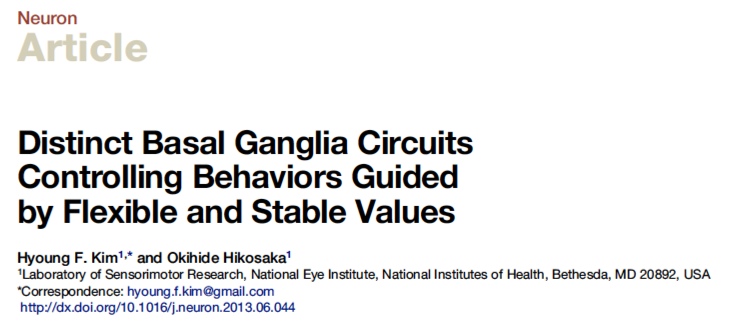 Neuron
Article
Distinct Basal Ganglia Circuits
Controlling Behaviors Guided
by Flexible and Stable Values
Hyoung F. Kim1,* and Okihide Hikosaka1
1Laboratory of Sensorimotor Research, National Eye Institute, National Institutes of Health, Bethesda, MD 20892, USA
*Correspondence: hyoung.f.kim@gmail.com
http://dx.doi.org/10.1016/j.neuron.2013.06.044